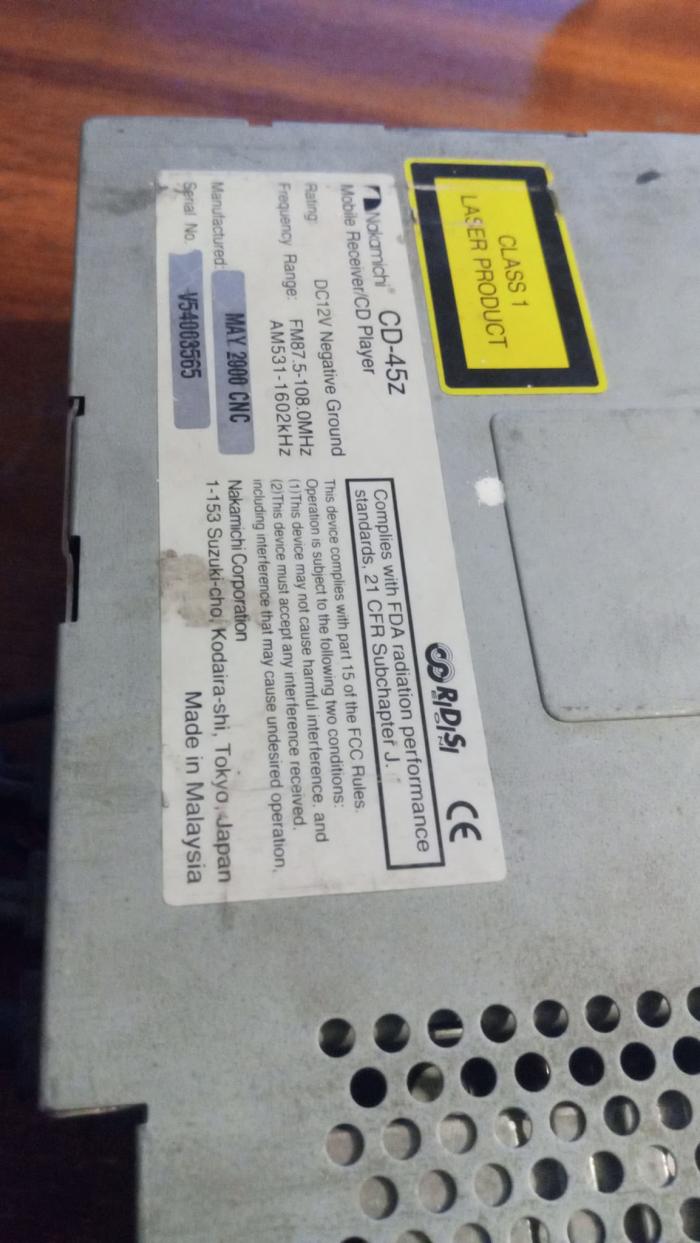 CLASS 1
LASER PRODUCT
Nakamichi® CD-45z
Mobile Receiver/CD Player
Rating: DC12V Negative Ground
Frequency Range: FM87.5-108.0MHz
AM531-1602kHz
Manufactured: MAY 2000 CNC
Serial No. V54003565
RDS
CE
Complies with FDA radiation performance
standards, 21 CFR Subchapter J.
This device complies with part 15 of the FCC Rules.
Operation is subject to the following two conditions:
(1)This device may not cause harmful interference, and
(2)This device must accept any interference received,
including interference that may cause undesired operation.
Nakamichi Corporation
1-153 Suzuki-cho, Kodaira-shi, Tokyo, Japan
Made in Malaysia